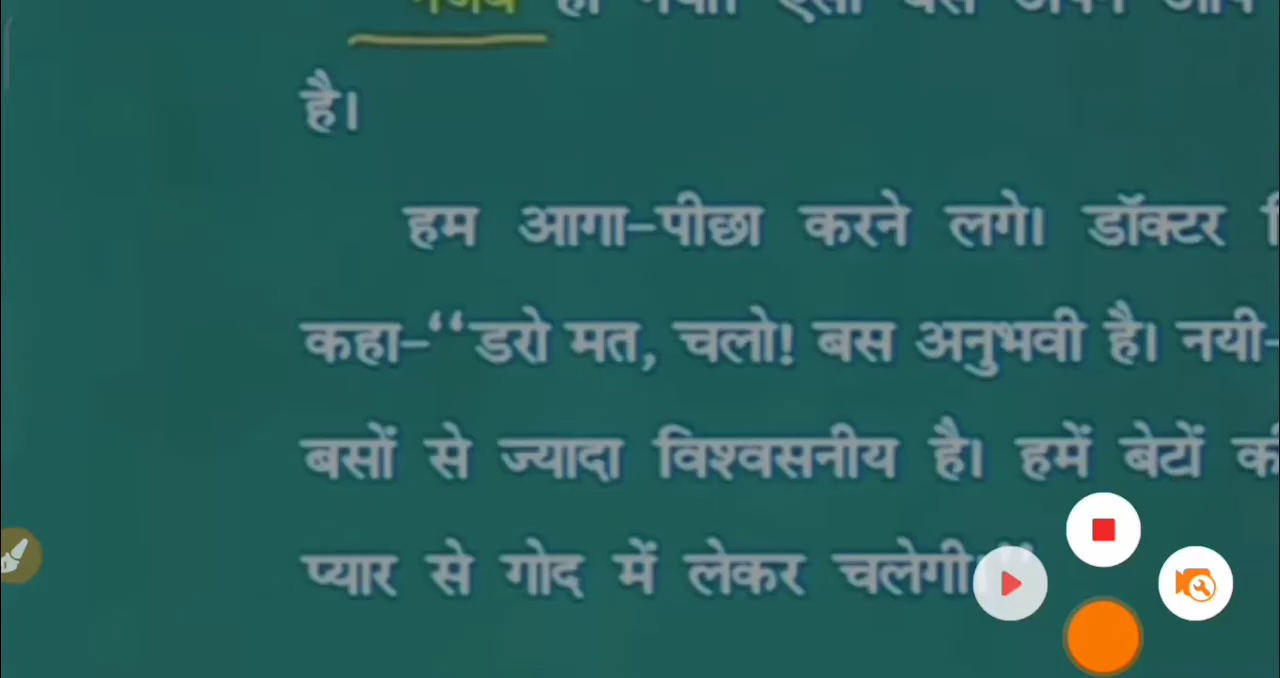 है।
हम आगा-पीछा करने लगे। डॉक्टर
कहा-‘‘डरो मत, चलो! बस अनुभवी है। नयी-
बसों से ज्यादा विश्वसनीय है। हमें बेटों
प्यार से गोद में लेकर चलेगी।’’